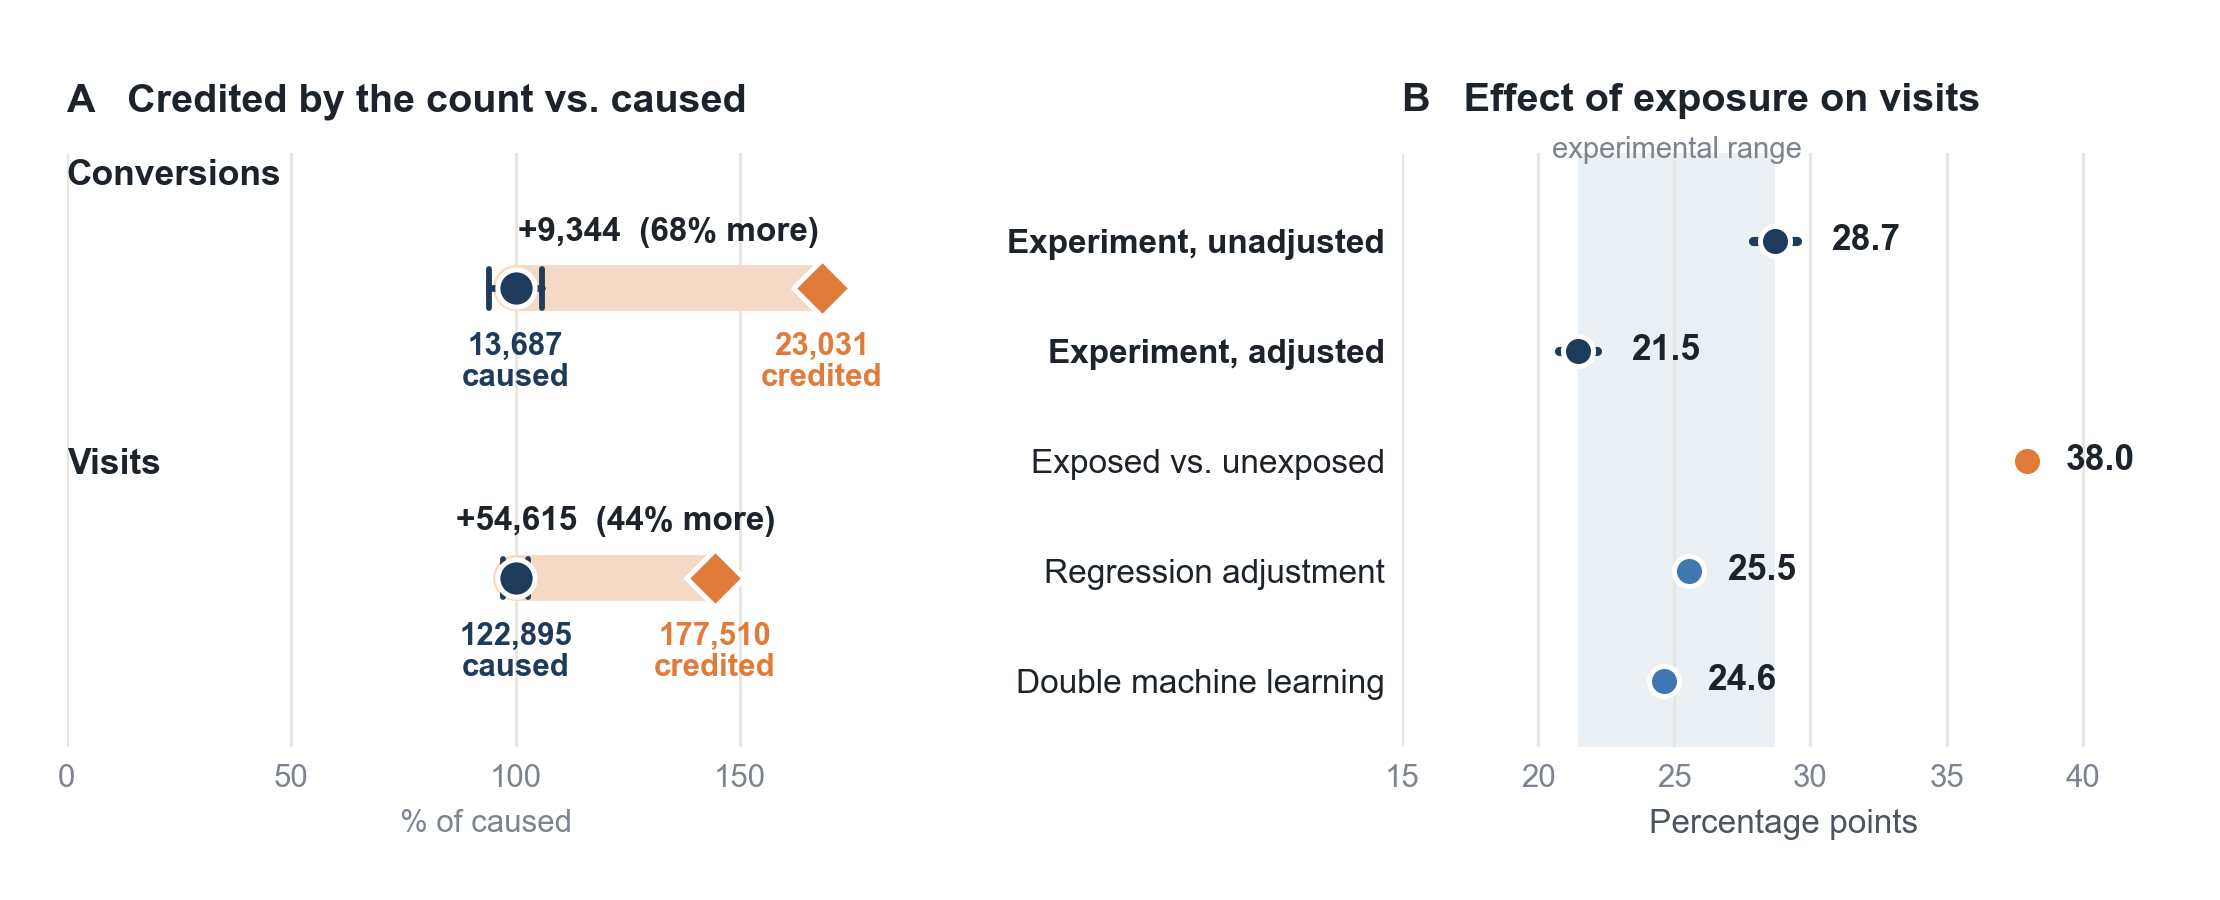 A Credited by the count vs. caused
Conversions
+9,344 (68% more)
13,687
caused
23,031
credited
Visits
+54,615 (44% more)
122,895
caused
177,510
credited
0 50 100 150
% of caused
B Effect of exposure on visits
experimental range
Experiment, unadjusted 28.7
Experiment, adjusted 21.5
Exposed vs. unexposed 38.0
Regression adjustment 25.5
Double machine learning 24.6
15 20 25 30 35 40
Percentage points